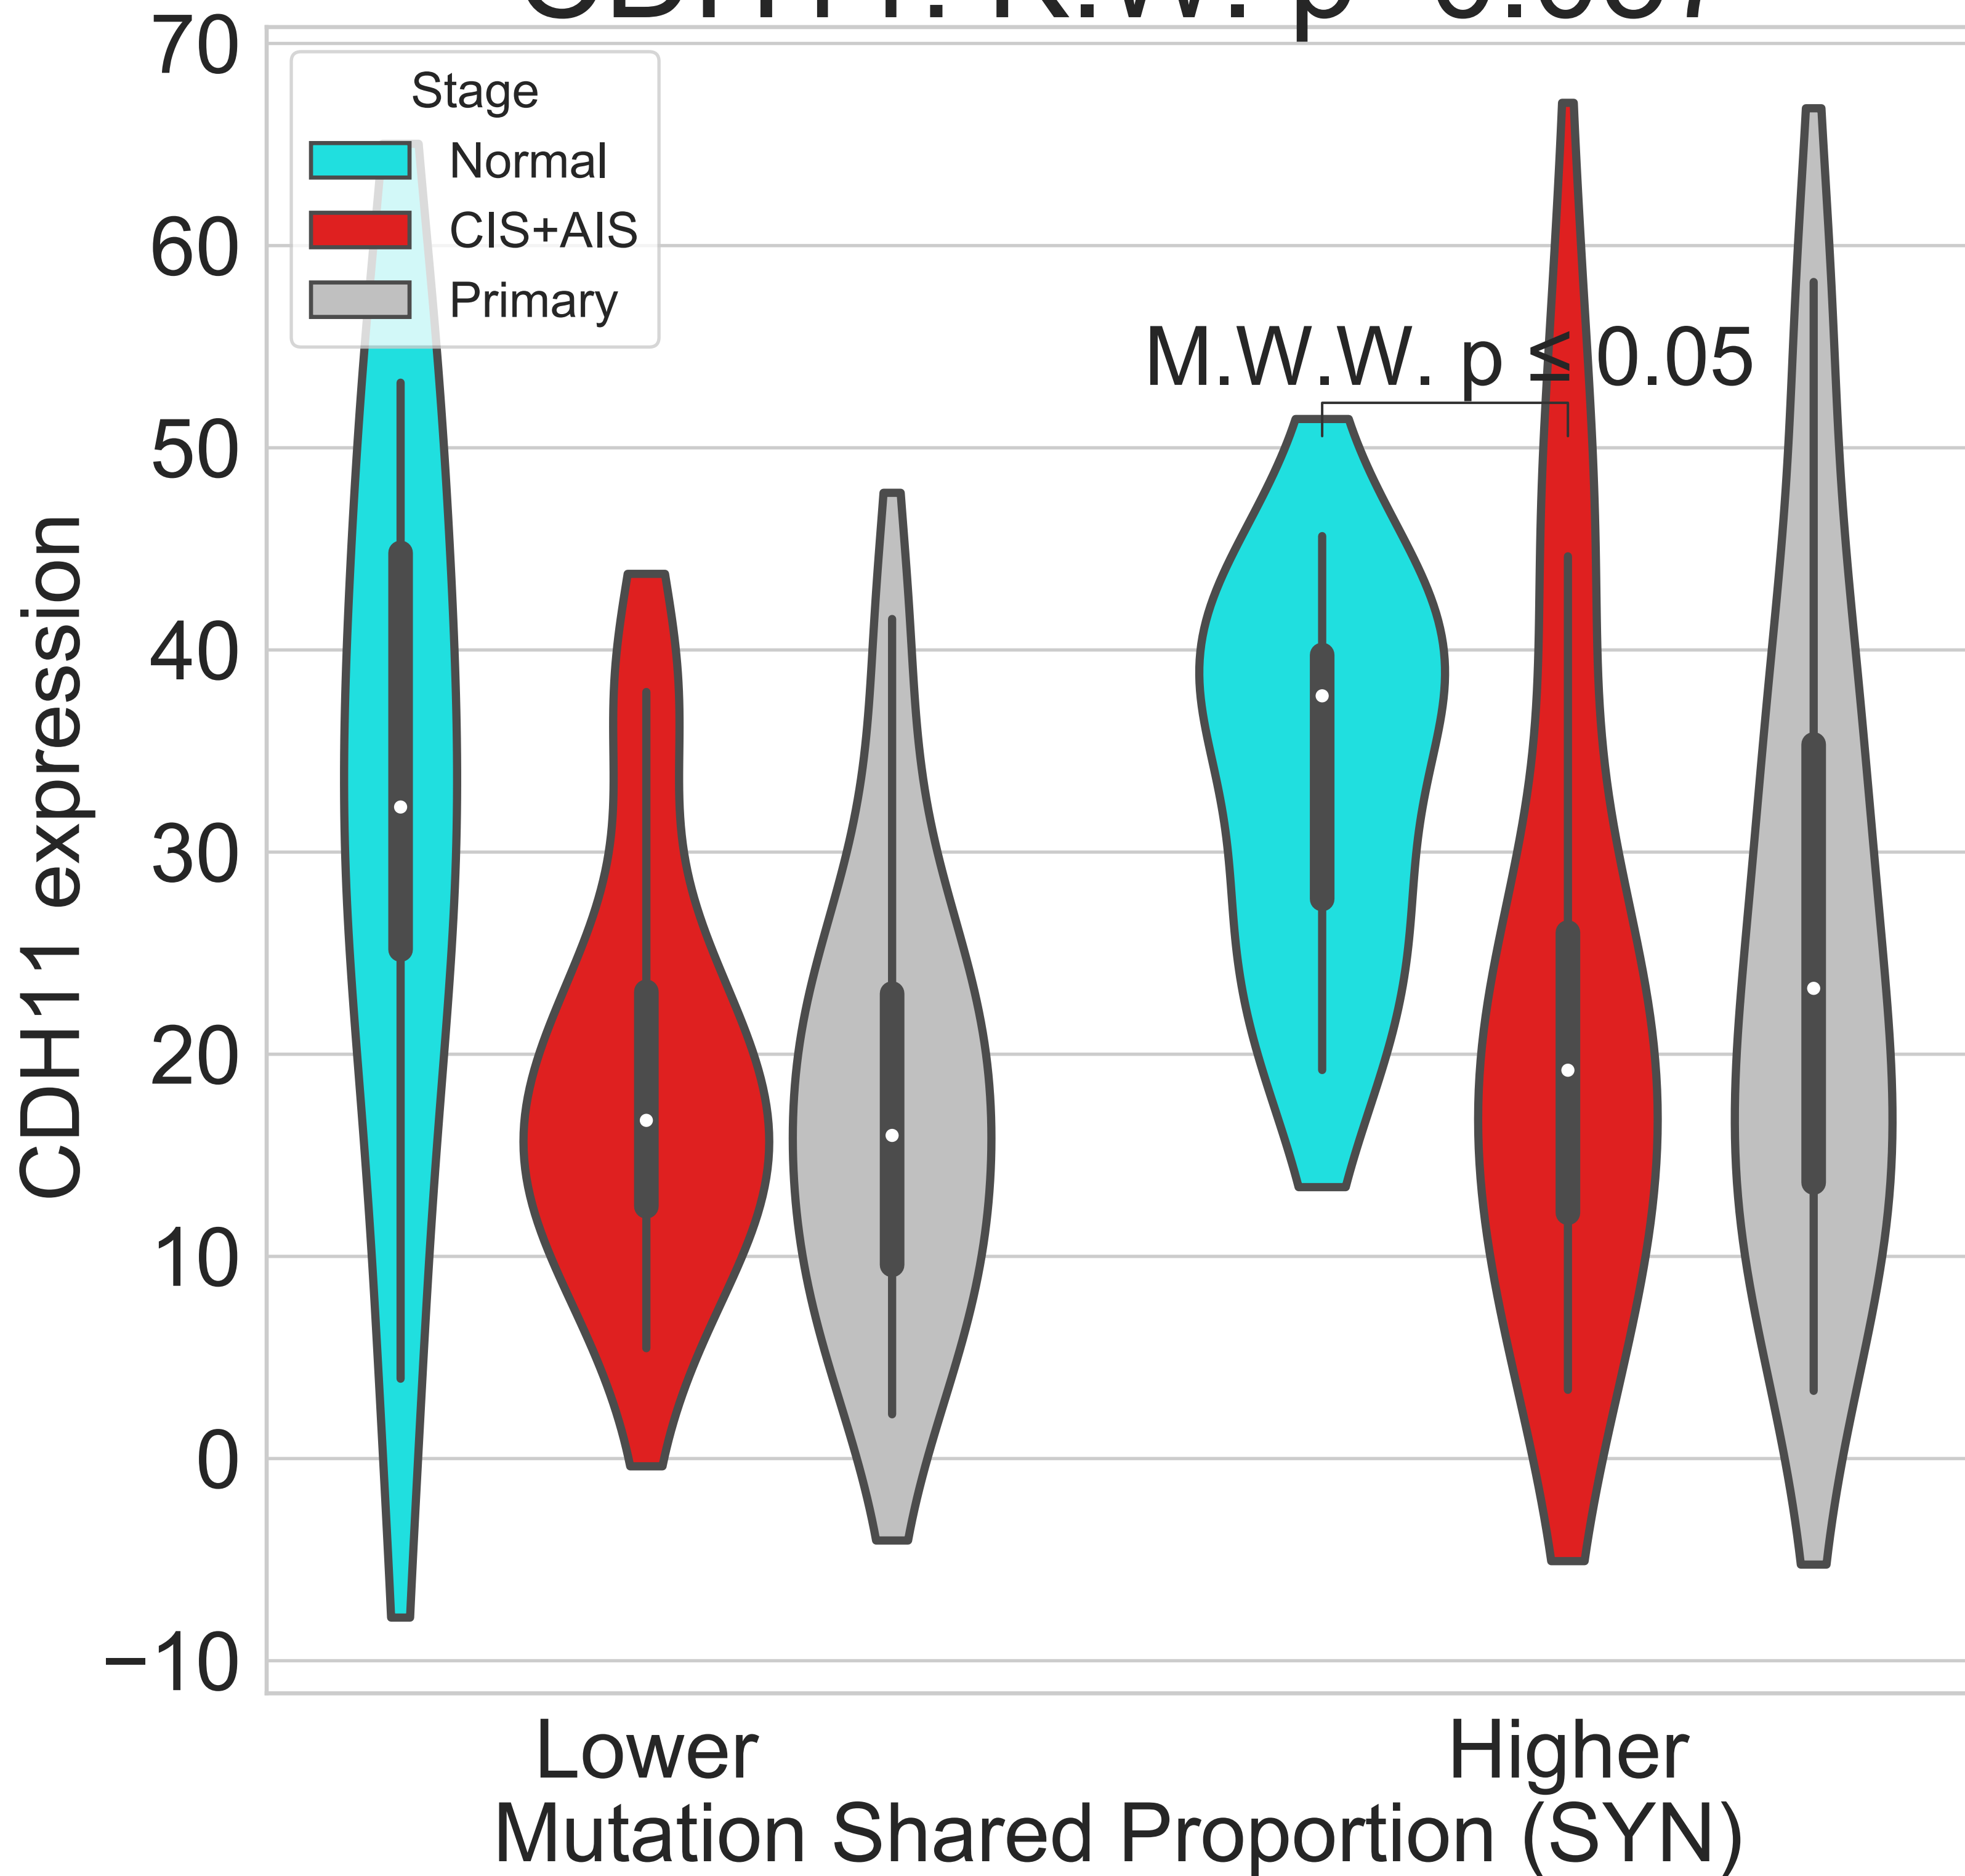 70
60
50
40
30
20
10
0
−10
CDH11 expression
Stage
Normal
CIS+AIS
Primary
M.W.W. p ≤ 0.05
Lower
Higher
Mutation Shared Proportion (SYN)